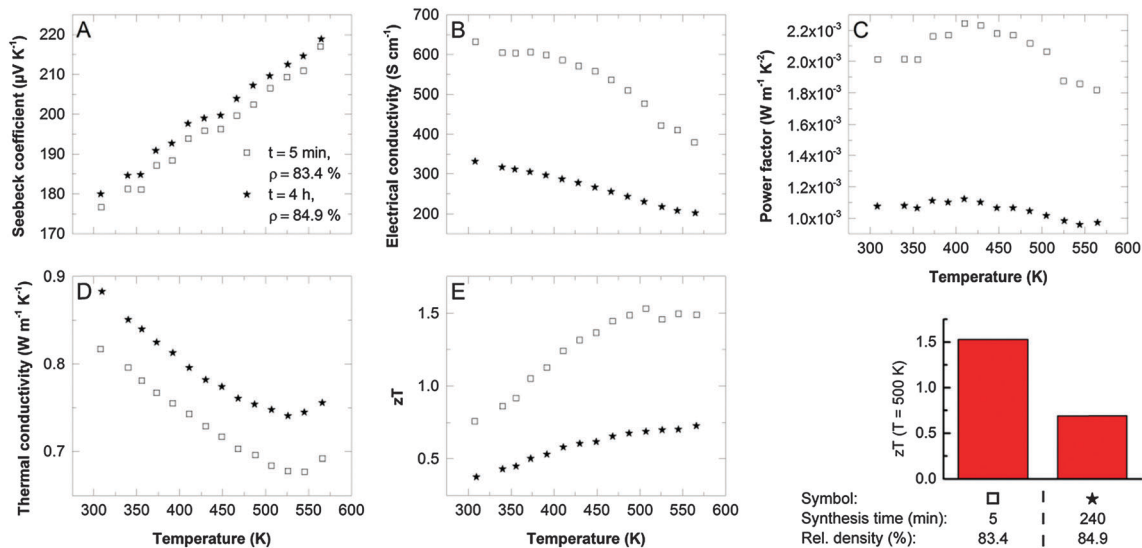 A
Seebeck coefficient (µV K⁻¹)
220
210
200
190
180
170
t = 5 min,
ρ = 83.4 %
t = 4 h,
ρ = 84.9 %
B
Electrical conductivity (S cm⁻¹)
700
600
500
400
300
200
C
Power factor (W m⁻¹ K⁻²)
2.2x10⁻³
2.0x10⁻³
1.8x10⁻³
1.6x10⁻³
1.4x10⁻³
1.2x10⁻³
1.0x10⁻³
300 350 400 450 500 550 600
Temperature (K)
D
Thermal conductivity (W m⁻¹ K⁻¹)
0.9
0.8
0.7
300 350 400 450 500 550 600
Temperature (K)
E
zT
1.5
1.0
0.5
300 350 400 450 500 550 600
Temperature (K)
zT (T = 500 K)
1.5
1.0
0.5
0.0
Symbol: □ | ★
Synthesis time (min): 5 | 240
Rel. density (%): 83.4 | 84.9